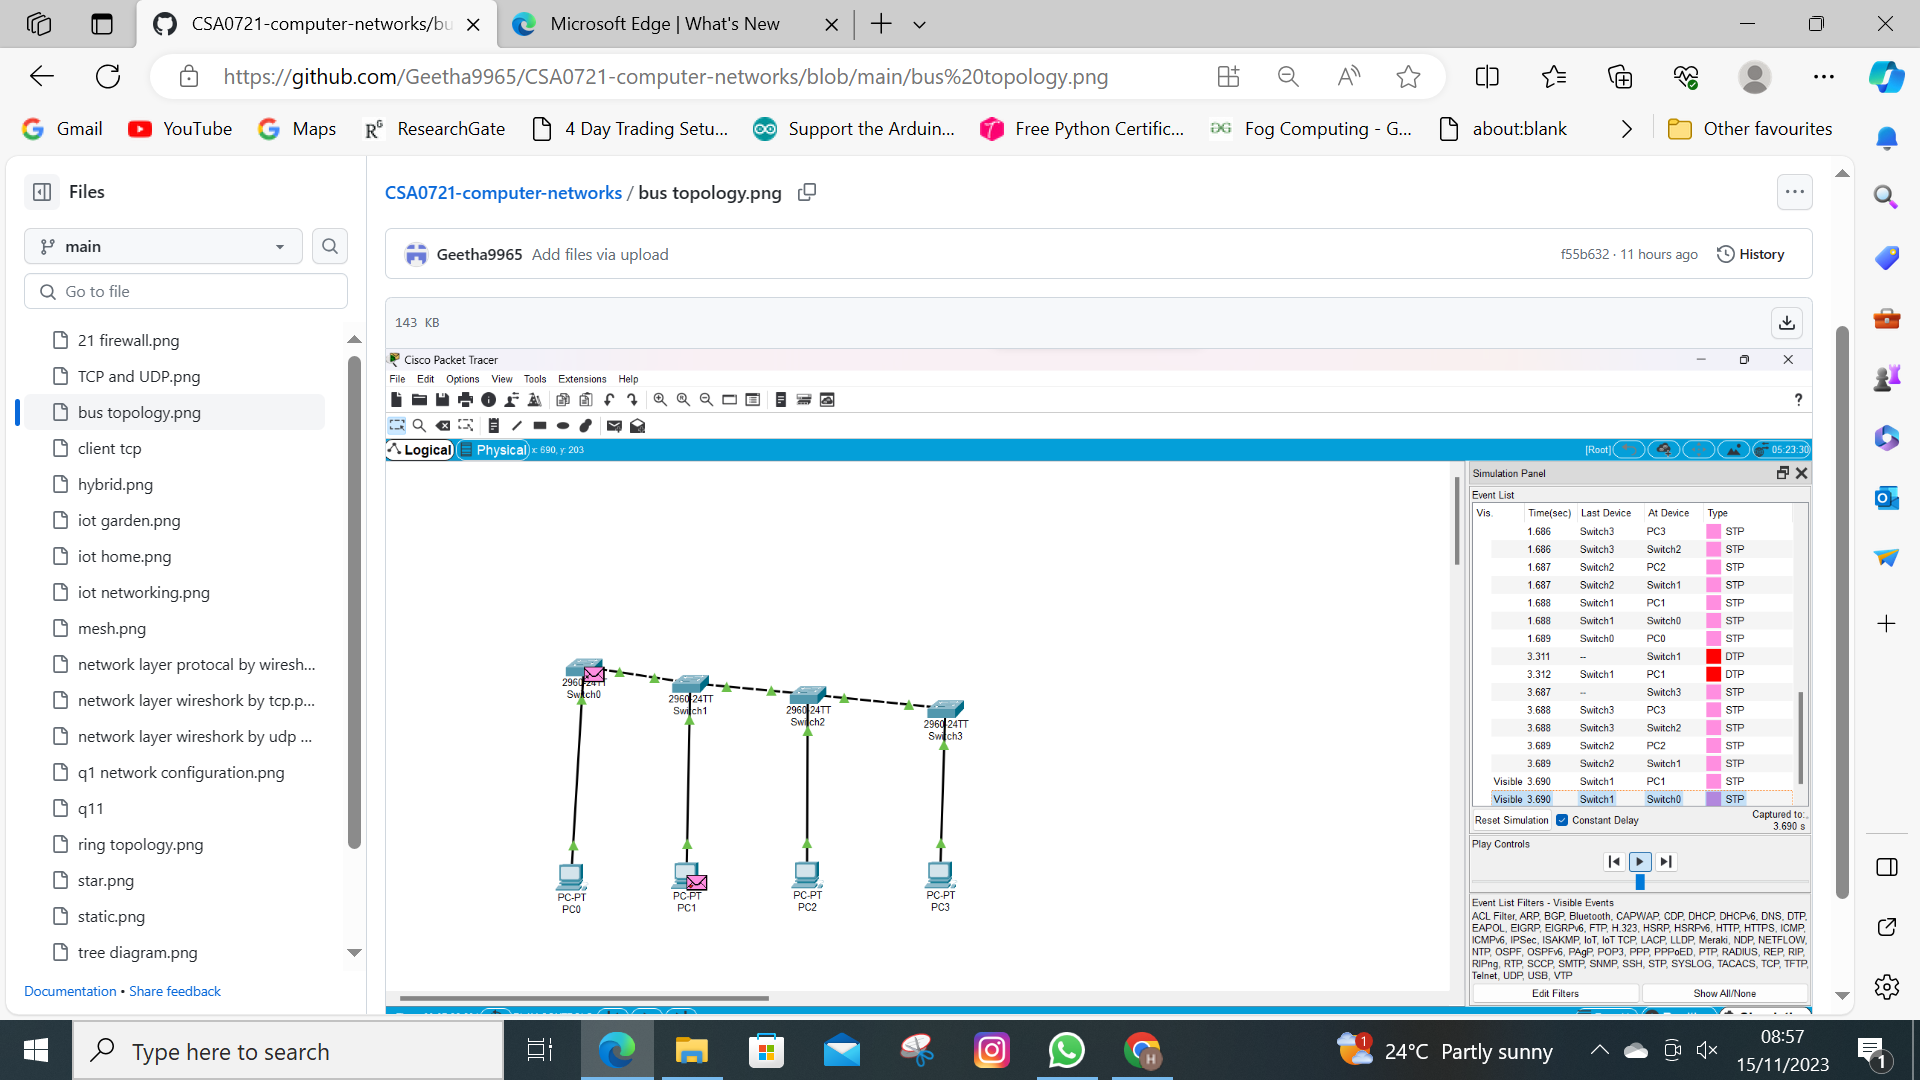 CSA0721-computer-networks/bu
Microsoft Edge | What's New
https://github.com/Geetha9965/CSA0721-computer-networks/blob/main/bus%20topology.png
Gmail
YouTube
Maps
ResearchGate
4 Day Trading Setu...
Support the Arduin...
Free Python Certific...
Fog Computing - G...
about:blank
Other favourites
Files
main
Go to file
21 firewall.png
TCP and UDP.png
bus topology.png
client tcp
hybrid.png
iot garden.png
iot home.png
iot networking.png
mesh.png
network layer protocal by wiresh...
network layer wireshork by tcp.p...
network layer wireshork by udp ...
q1 network configuration.png
q11
ring topology.png
star.png
static.png
tree diagram.png
Documentation • Share feedback
CSA0721-computer-networks / bus topology.png
Geetha9965 Add files via upload
f55b632 · 11 hours ago
History
143 KB
Cisco Packet Tracer
File Edit Options View Tools Extensions Help
Logical
Physical
x: 690, y: 203
[Root]
05:23:30
2960-24TT
Switch0
2960-24TT
Switch1
2960-24TT
Switch2
2960-24TT
Switch3
PC-PT
PC0
PC-PT
PC1
PC-PT
PC2
PC-PT
PC3
Simulation Panel
Event List
Vis. Time(sec) Last Device At Device Type
1.686 Switch3 PC3 STP
1.686 Switch3 Switch2 STP
1.687 Switch2 PC2 STP
1.687 Switch2 Switch1 STP
1.688 Switch1 PC1 STP
1.688 Switch1 Switch0 STP
1.689 Switch0 PC0 STP
3.311 -- Switch1 DTP
3.312 Switch1 PC1 DTP
3.687 -- Switch3 STP
3.688 Switch3 PC3 STP
3.688 Switch3 Switch2 STP
3.689 Switch2 PC2 STP
3.689 Switch2 Switch1 STP
Visible 3.690 Switch1 PC1 STP
Visible 3.690 Switch1 Switch0 STP
Reset Simulation
Constant Delay
Captured to:
3.690 s
Play Controls
Event List Filters - Visible Events
ACL Filter, ARP, BGP, Bluetooth, CAPWAP, CDP, DHCP, DHCPv6, DNS, DTP,
EAPOL, EIGRP, EIGRPv6, FTP, H.323, HSRP, HSRPv6, HTTP, HTTPS, ICMP,
ICMPv6, IPSec, ISAKMP, IoT, IoT TCP, LACP, LLDP, Meraki, NDP, NETFLOW,
NTP, OSPF, OSPFv6, PAgP, POP3, PPP, PPPoED, PTP, RADIUS, REP, RIP,
RIPng, RTP, SCCP, SMTP, SNMP, SSH, STP, SYSLOG, TACACS, TCP, TFTP,
Telnet, UDP, USB, VTP
Edit Filters
Show All/None
Type here to search
24°C Partly sunny
08:57
15/11/2023